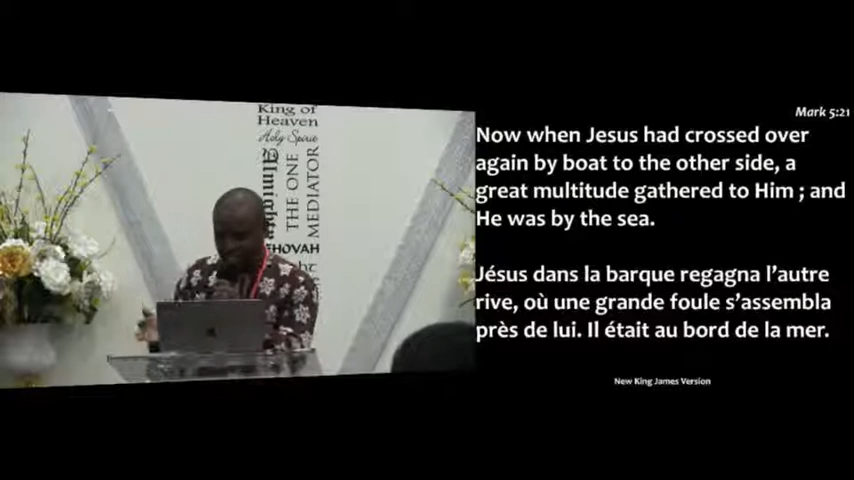 King of
Heaven
Holy Spirit
Almighty
THE ONE
MEDIATOR
JEHOVAH
Mark 5:21
Now when Jesus had crossed over
again by boat to the other side, a
great multitude gathered to Him ; and
He was by the sea.
Jésus dans la barque regagna l’autre
rive, où une grande foule s’assembla
près de lui. Il était au bord de la mer.
New King James Version